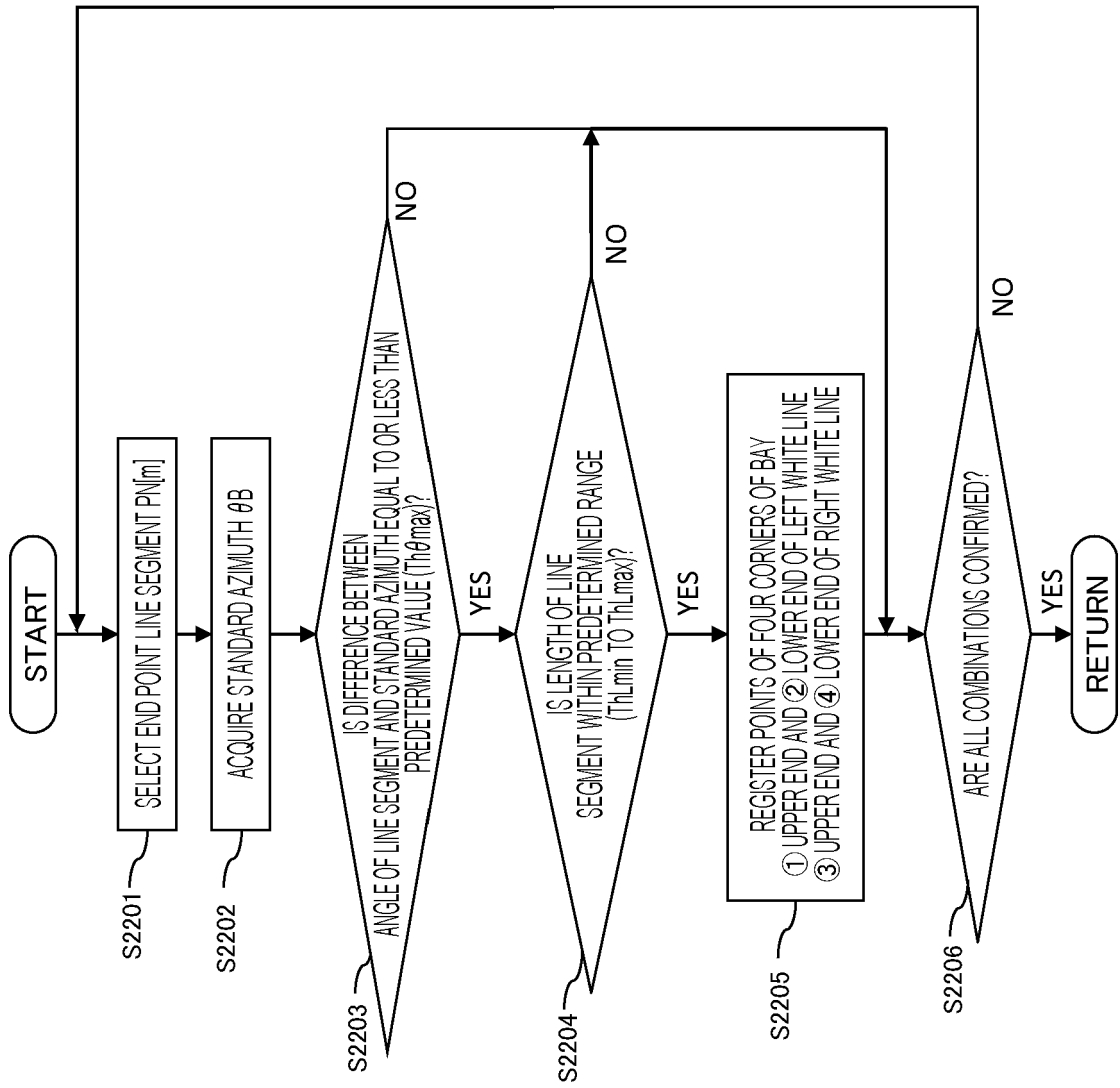 START
S2201
SELECT END POINT LINE SEGMENT PN[m]
S2202
ACQUIRE STANDARD AZIMUTH θB
S2203
IS DIFFERENCE BETWEEN
ANGLE OF LINE SEGMENT AND STANDARD AZIMUTH EQUAL TO OR LESS THAN
PREDETERMINED VALUE (Thθmax)?
NO
YES
S2204
IS LENGTH OF LINE
SEGMENT WITHIN PREDETERMINED RANGE
(ThLmin TO ThLmax)?
NO
YES
S2205
REGISTER POINTS OF FOUR CORNERS OF BAY
① UPPER END AND ② LOWER END OF LEFT WHITE LINE
③ UPPER END AND ④ LOWER END OF RIGHT WHITE LINE
S2206
ARE ALL COMBINATIONS CONFIRMED?
NO
YES
RETURN